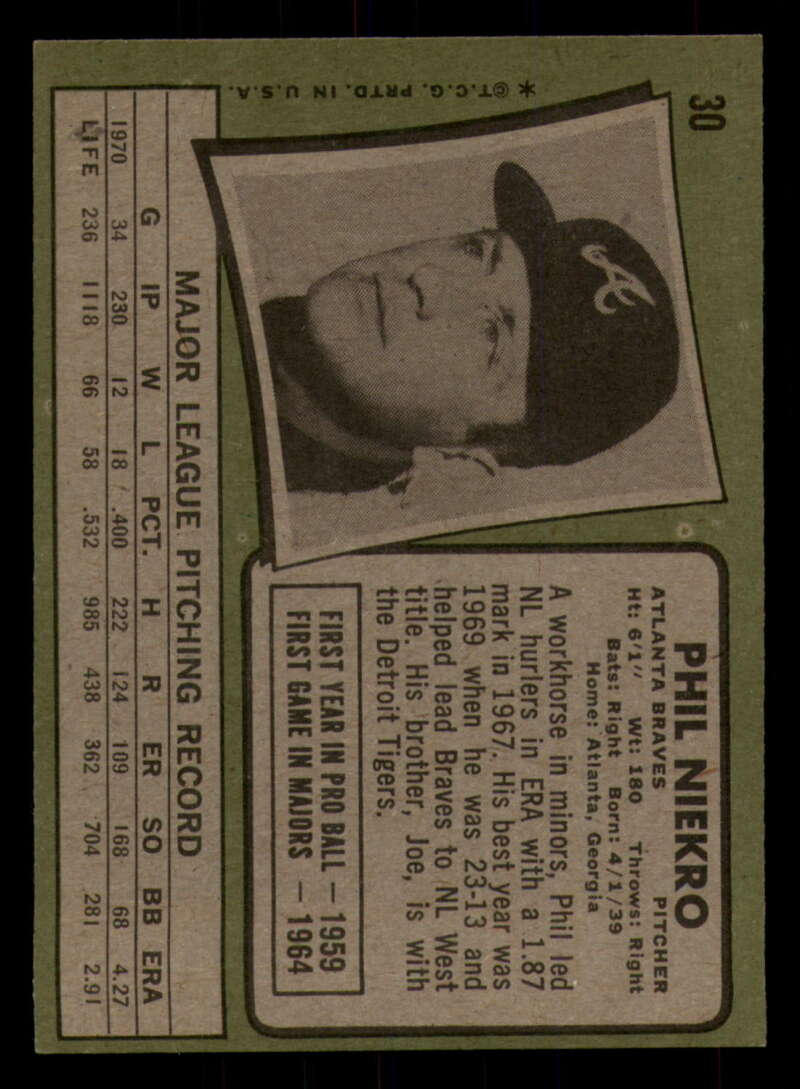 30
✶ ©T.C.G. PRTD. IN U.S.A.
PHIL NIEKRO
ATLANTA BRAVES PITCHER
Ht: 6'1" Wt: 180 Throws: Right
Bats: Right Born: 4/1/39
Home: Atlanta, Georgia
A workhorse in minors, Phil led
NL hurlers in ERA with a 1.87
mark in 1967. His best year was
1969 when he was 23-13 and
helped lead Braves to NL West
title. His brother, Joe, is with
the Detroit Tigers.
FIRST YEAR IN PRO BALL — 1959
FIRST GAME IN MAJORS — 1964
A
MAJOR LEAGUE PITCHING RECORD
G IP W L PCT. H R ER SO BB ERA
1970 34 230 12 18 .400 222 124 109 168 68 4.27
LIFE 236 1118 66 58 .532 985 438 362 704 281 2.91